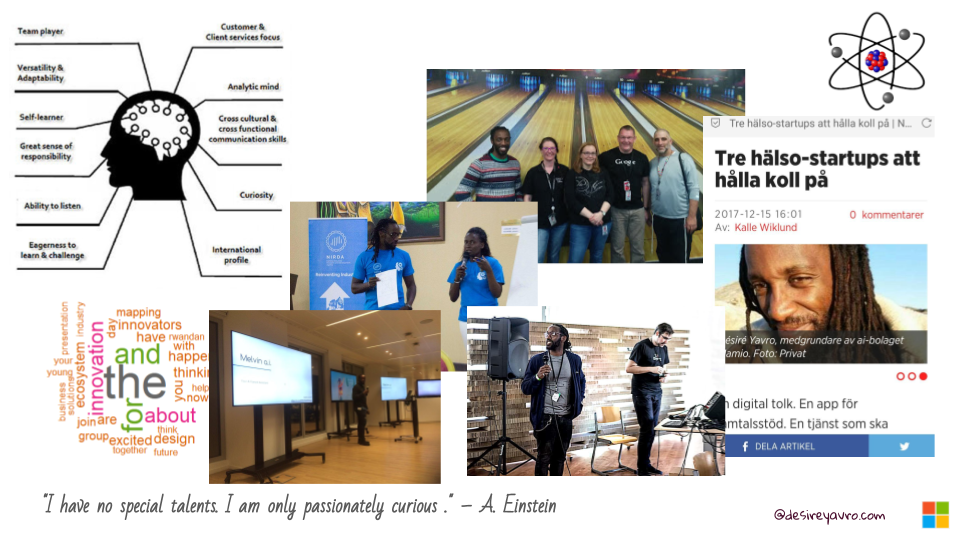 Team player
Versatility &
Adaptability
Self-learner
Great sense of
responsibility
Ability to listen
Eagerness to
learn & challenge
Customer &
Client services focus
Analytic mind
Cross cultural &
cross functional
communication skills
Curiosity
International
profile
Google
NIRDA
Reinventing Indus
Tre hälso-startups att hålla koll på | N...
Tre hälso-startups att
hålla koll på
2017-12-15 16:01
0 kommentarer
Av: Kalle Wiklund
ésiré Yavro, medgrundare av ai-bolaget
amio. Foto: Privat
n digital tolk. En app för
amtalsstöd. En tjänst som ska
DELA ARTIKEL
presentation
industry
mapping
day
innovators
have
rwandan
with
your
young
ecosystem
innovation
and
happe
the
thinki
you
help
now
business
solutions
for
about
join
are
think
group
excited
design
together
future
Melvin
"I have no special talents. I am only passionately curious ." – A. Einstein
@desireyavro.com